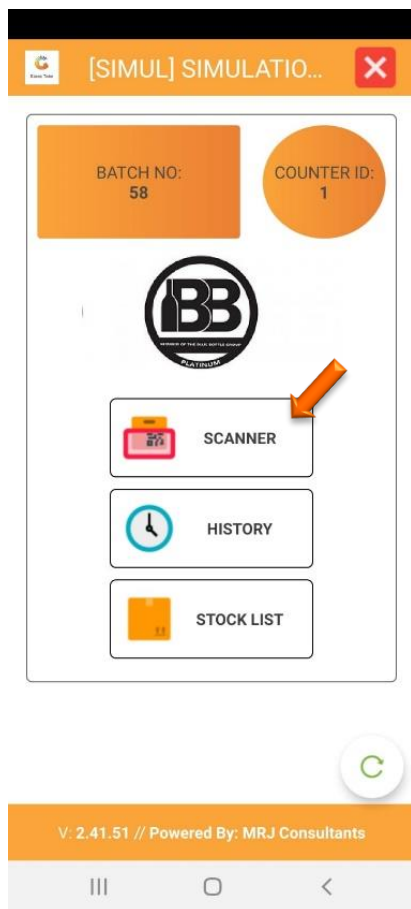 [SIMUL] SIMULATIO...
BATCH NO:
58
COUNTER ID:
1
BB
PLATINUM
SCANNER
HISTORY
STOCK LIST
V: 2.41.51 // Powered By: MRJ Consultants